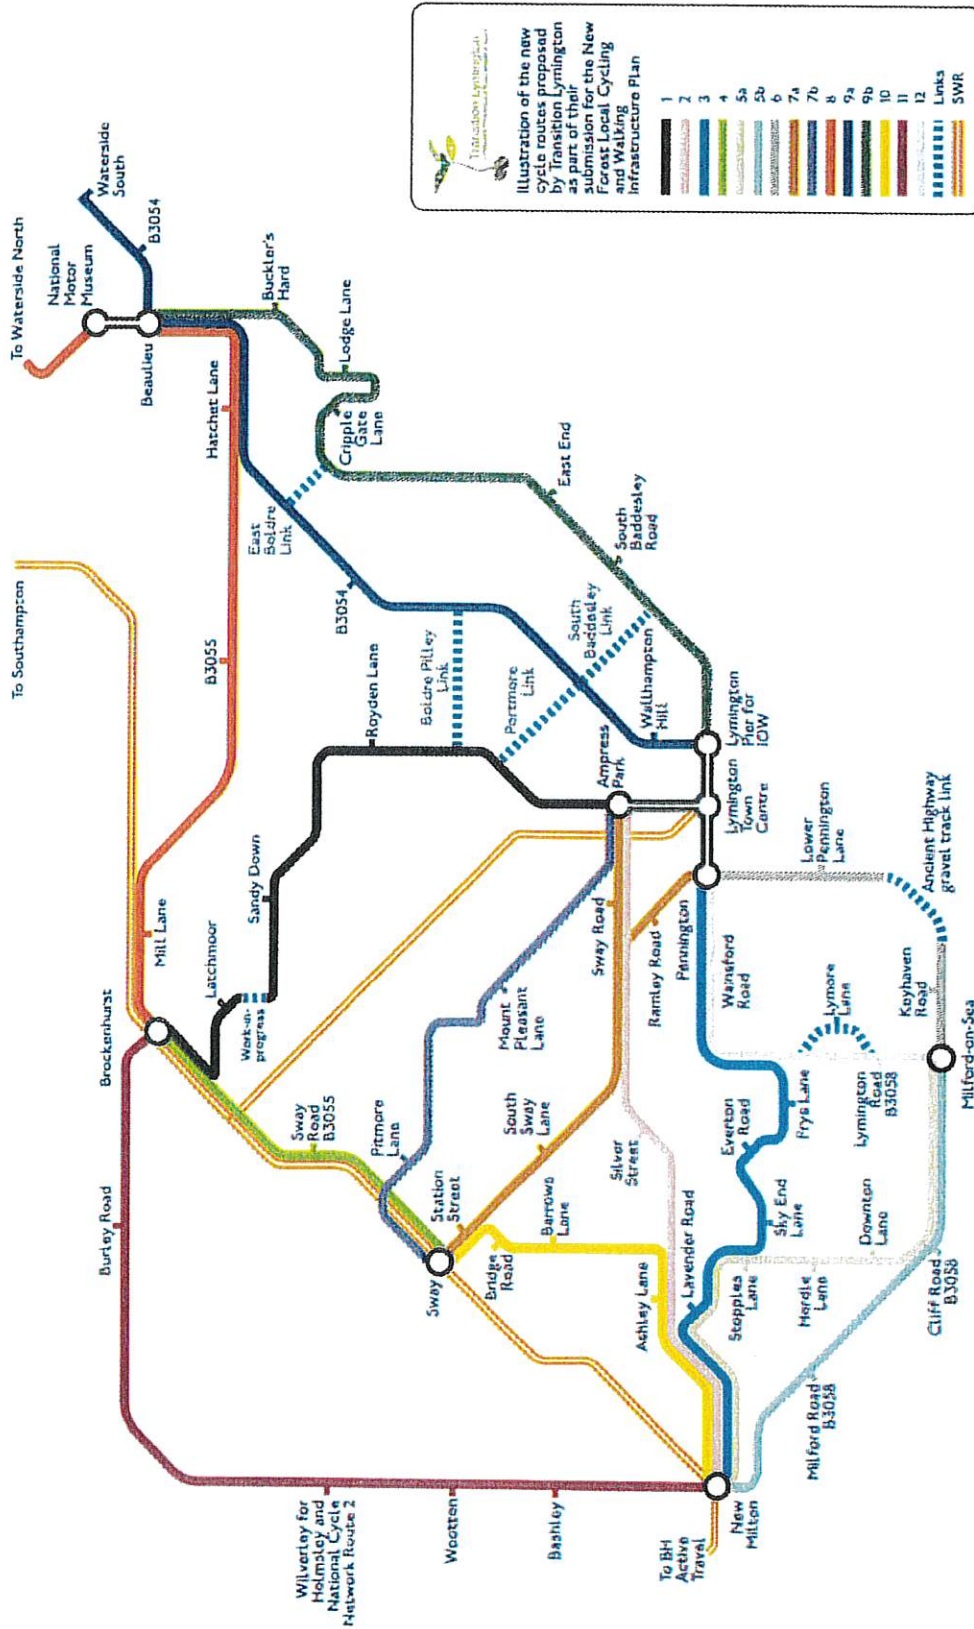 To Waterside North
National
Motor
Museum
Waterside
South
B3054
Beaulieu
Hatchet Lane
Buckler's
Hard
Lodge Lane
Cripple
Gate
Lane
East
Boldre
Link
East End
South
Baddesley
Road
To Southampton
B3055
B3054
Royden Lane
Boldre Pilley
Link
Portmore
Link
South
Baddesley
Link
Walhampton
Hill
Ampress
Park
Lymington
Pier for
IOW
Lymington
Town
Centre
Mill Lane
Latchmoor
Sandy Down
Work-in-
progress
Brockenhurst
Burley Road
Sway
Road
B3055
Pitmore
Lane
Mount
Pleasant
Lane
Sway Road
Ramley Road
Pennington
Lower
Pennington
Lane
Ancient Highway
gravel track link
Wainsford
Road
Lymore
Lane
Keyhaven
Road
Milford-on-Sea
Station
Street
South
Sway
Lane
Silver
Street
Everton
Road
Frys Lane
Lymington
Road
B3058
Sway
Bridge
Road
Barrows
Lane
Ashley Lane
Lavender Road
Sky End
Lane
Stopples
Lane
Hordle
Lane
Downton
Lane
Cliff Road
B3058
Milford Road
B3058
Wilverley for
Holmsley and
National Cycle
Network Route 2
Wootton
Bashley
To BH
Active
Travel
New
Milton
Transition Lymington
Illustration of the new
cycle routes proposed
by Transition Lymington
as part of their
submission for the New
Forest Local Cycling
and Walking
Infrastructure Plan
1
2
3
4
5a
5b
6
7a
7b
8
9a
9b
10
11
12
Links
SWR